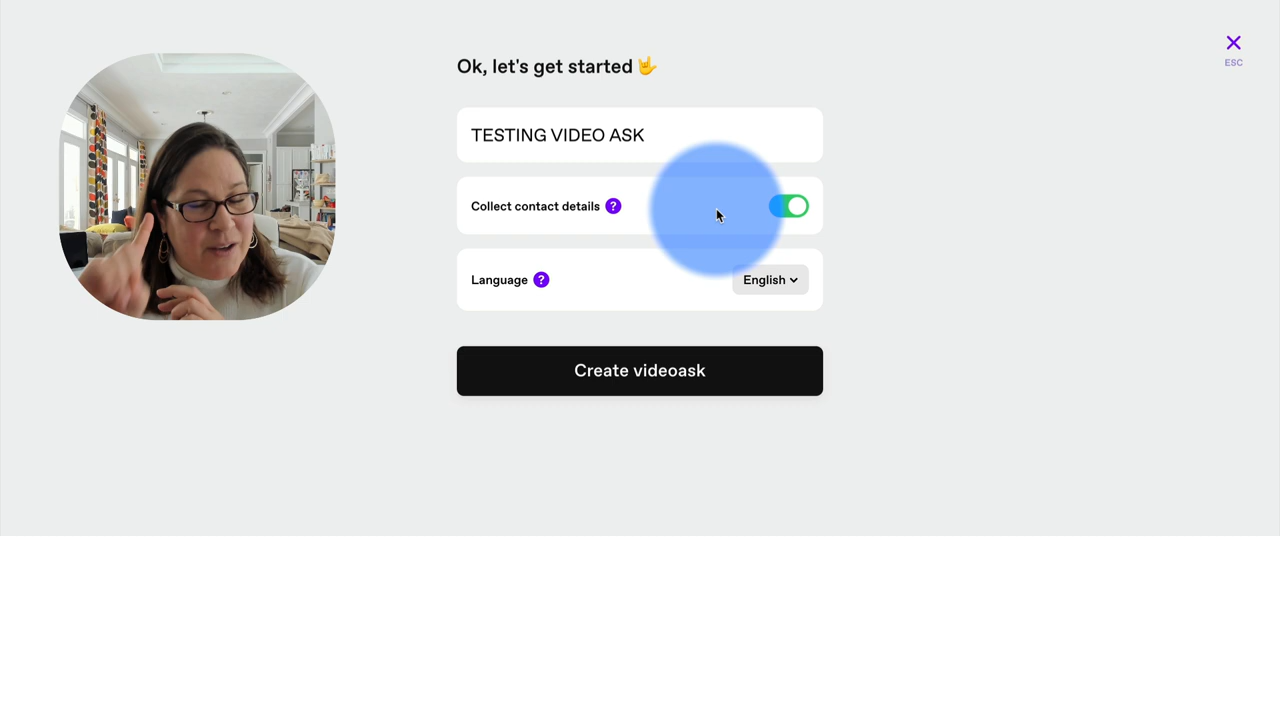 Ok, let's get started 🤟
ESC
TESTING VIDEO ASK
Collect contact details ?
Language ?
English
Create videoask